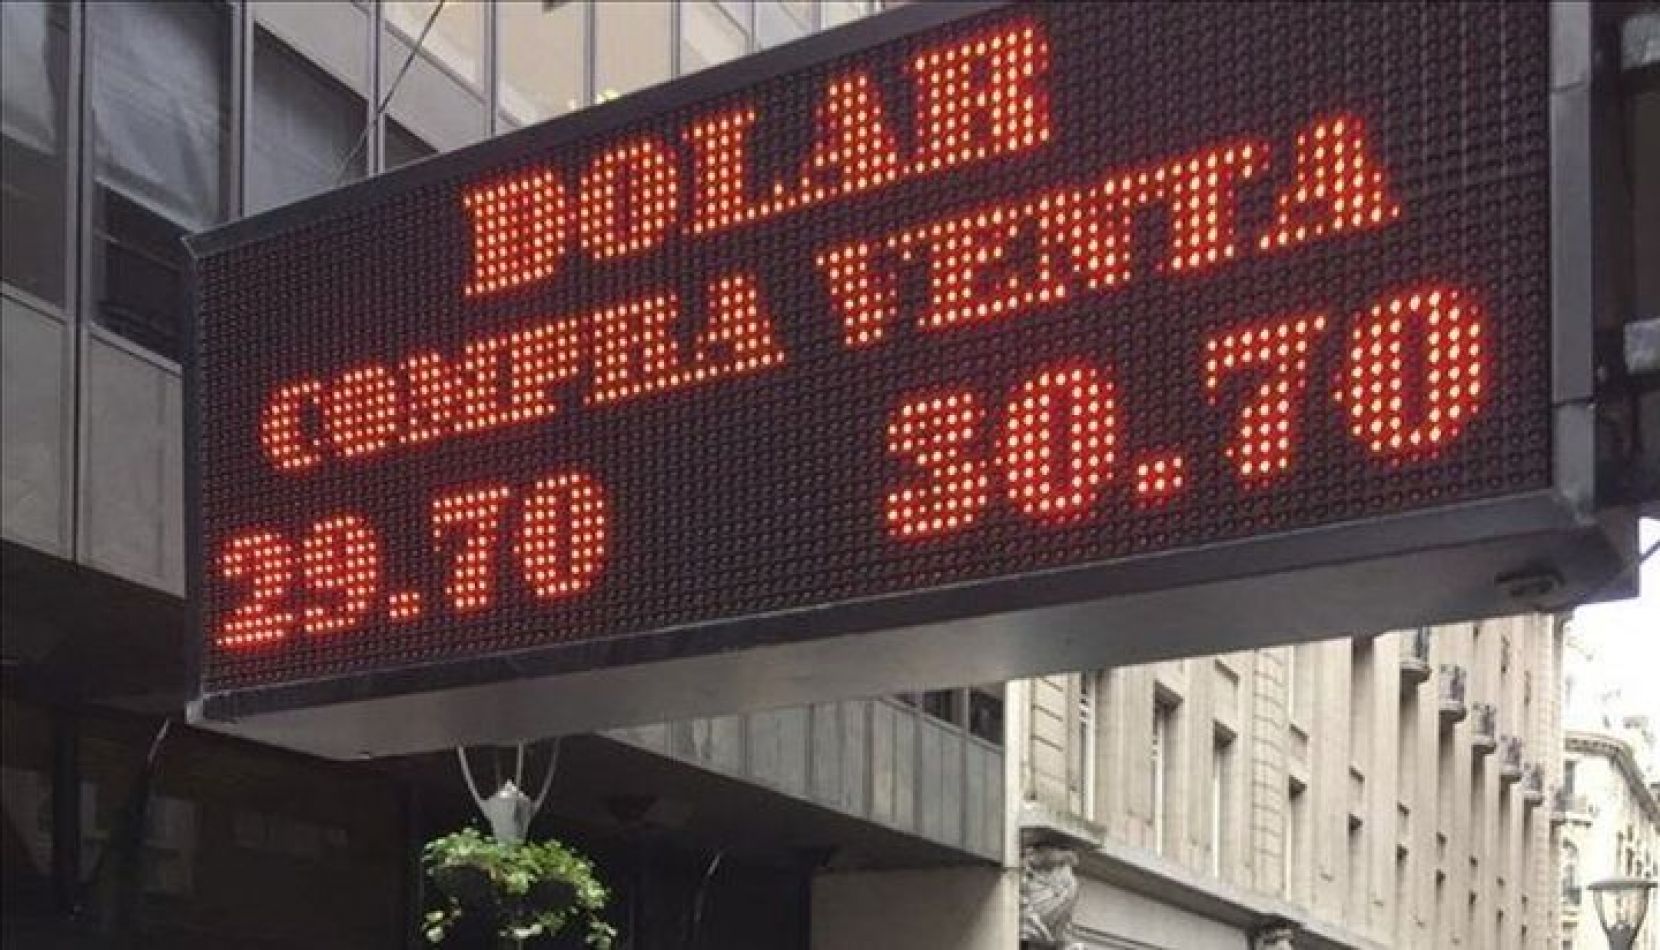 DOLAR
COMPRA VENTA
29.70 30.70